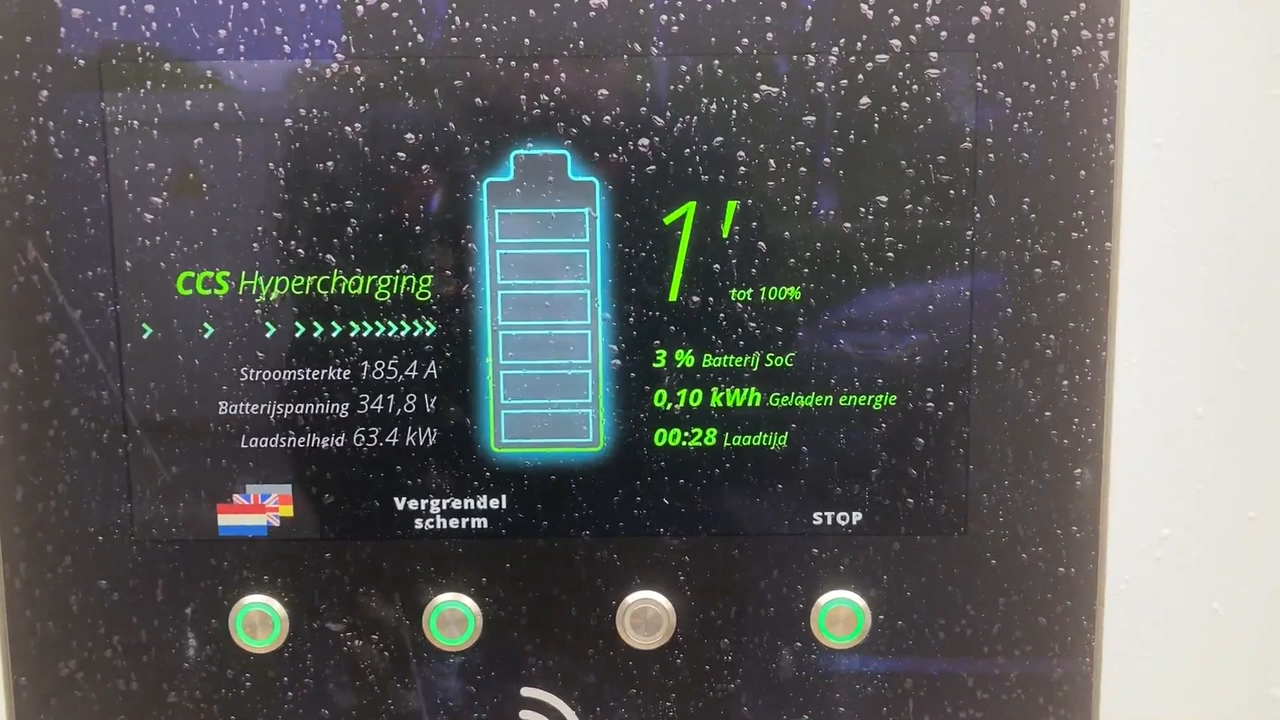 CCS Hypercharging
Stroomsterkte 185,4 A
Batterijspanning 341,8 V
Laadsnelheid 63.4 kW
1'
tot 100%
3 % Batterij SoC
0,10 kWh Geladen energie
00:28 Laadtijd
Vergrendel
scherm
STOP